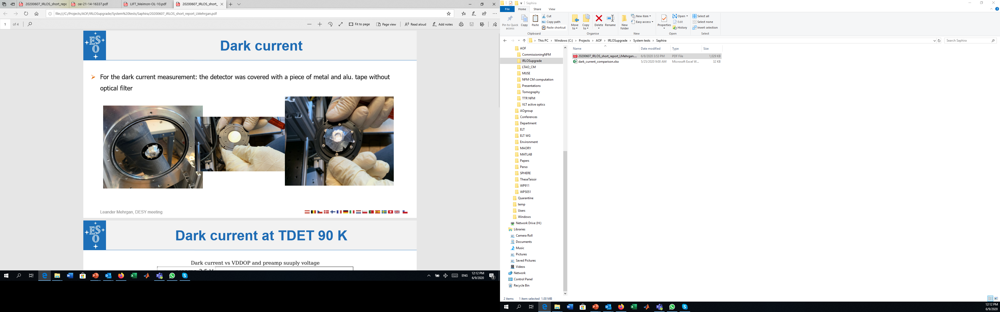 20200607_IRLOS_short_repo
oe-21-14-16337.pdf
LIFT_Meimon-OL-10.pdf
20200607_IRLOS_short_
file:///C:/Projects/AOF/IRLOSupgrade/System%20tests/Saphira/20200607_IRLOS_short_report_LMehrgan.pdf
1 of 4
Fit to page
Page view
Read aloud
Add notes
ESO
Dark current
For the dark current measurement: the detector was covered with a piece of metal and alu. tape without
optical filter
Leander Mehrgan, DESY meeting
ESO
Dark current at TDET 90 K
Dark current vs VDDOP and preamp suuply voltage
ENG
12:12 PM
6/9/2020
2
Saphira
File Home Share View
Pin to Quick
access
Copy
Paste
Cut
Copy path
Paste shortcut
Clipboard
Move
to
Copy
to
Delete
Rename
Organise
New
folder
New item
Easy access
New
Properties
Open
Edit
History
Open
Select all
Select none
Invert selection
Select
This PC > Windows (C:) > Projects > AOF > IRLOSupgrade > System tests > Saphira
Search Saphira
Name Date modified Type Size
20200607_IRLOS_short_report_LMehrgan.... 6/8/2020 3:53 PM PDF File 1,029 KB
dark_current_comparison.xlsx 5/25/2020 9:00 AM Microsoft Excel W... 32 KB
AOF
CommissioningNFM
IRLOSupgrade
LTAO_CM
MUSE
NFM CM computation
Presentations
Tomography
TTR NFM
VLT active optics
AOgroup
Conferences
Department
ELT
ELT WG
Environment
MAORY
MATLAB
Papers
Perso
SPHERE
TheseTaissir
WP911
WP5051
Quarantine
temp
Users
Windows
Network Drive (H:)
Libraries
Camera Roll
Documents
Music
Pictures
Saved Pictures
Videos
Network
Control Panel
Recycle Bin
2 items 1 item selected 1.00 MB
12:12 PM
6/9/2020